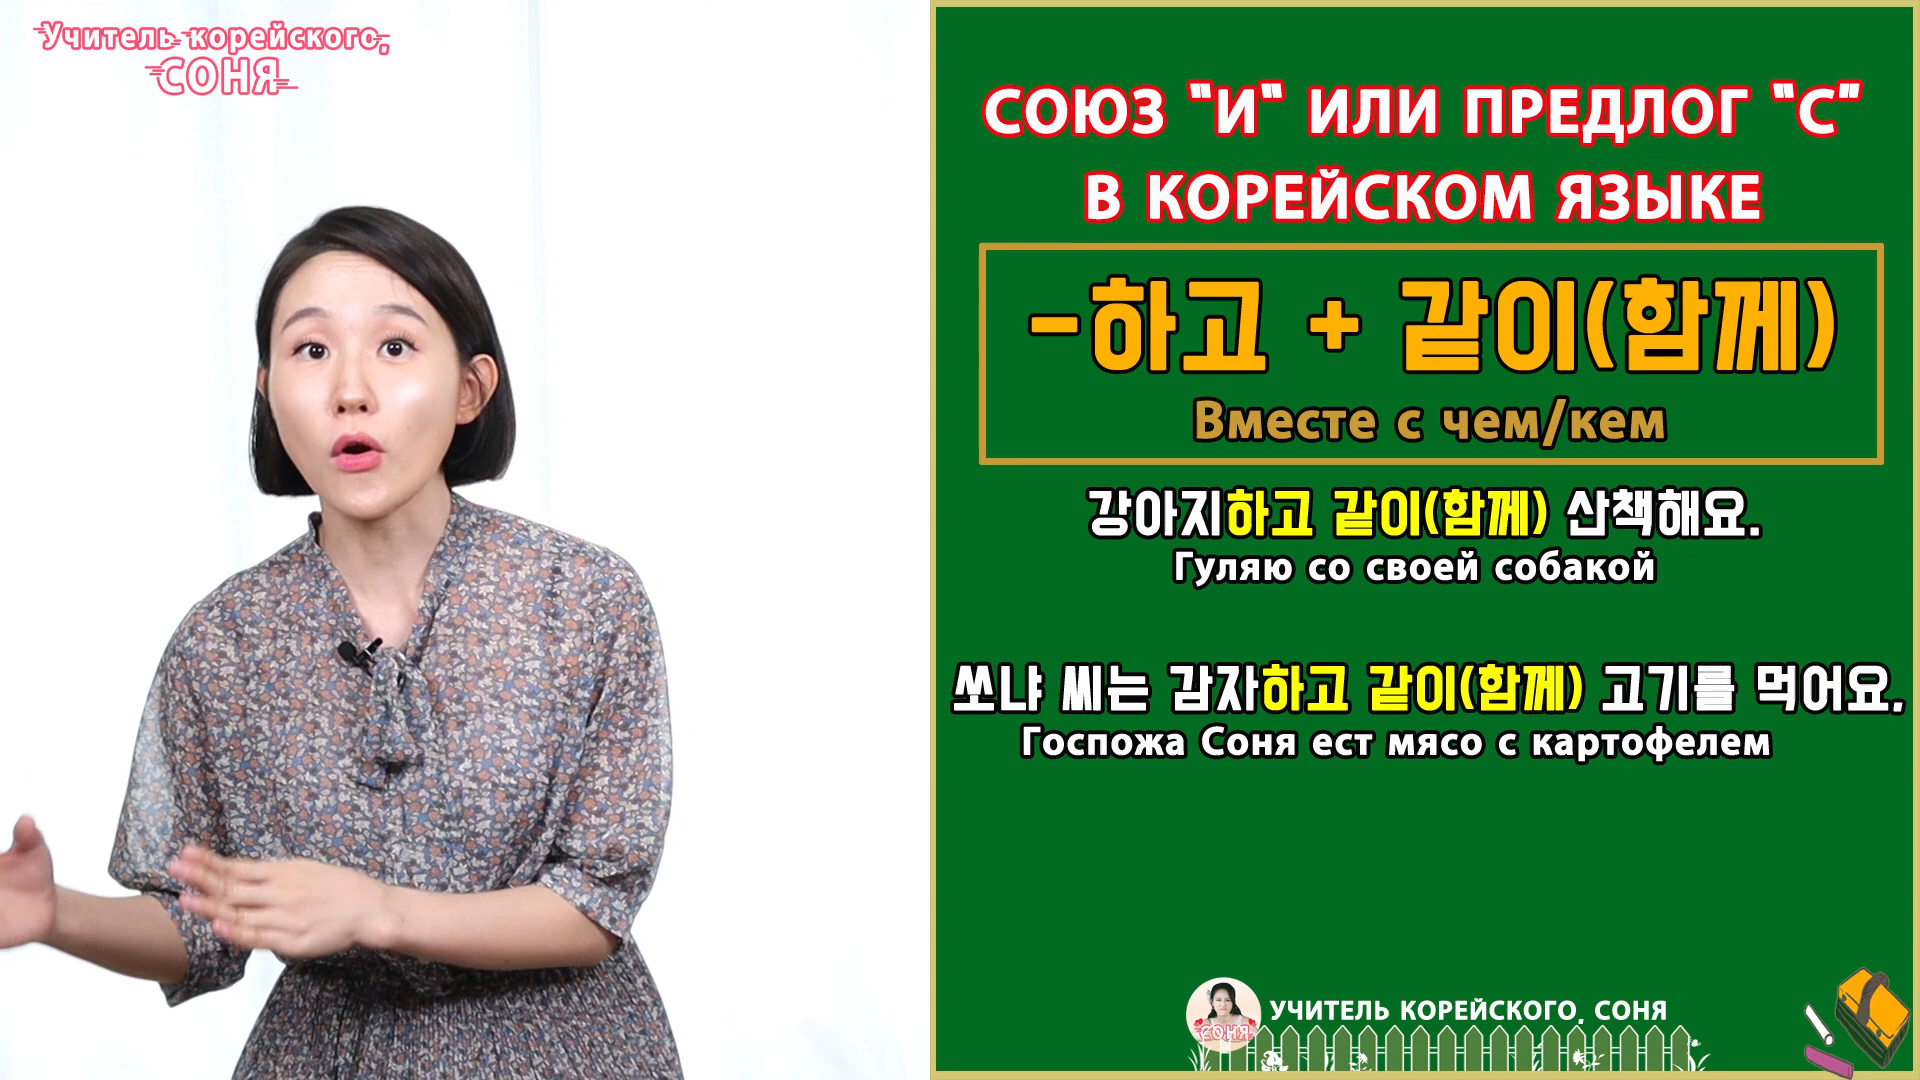 Учитель корейского,
СОНЯ
СОЮЗ "И" ИЛИ ПРЕДЛОГ "С"
В КОРЕЙСКОМ ЯЗЫКЕ
-하고 + 같이(함께)
Вместе с чем/кем
강아지하고 같이(함께) 산책해요.
Гуляю со своей собакой
쏘냐 씨는 감자하고 같이(함께) 고기를 먹어요.
Госпожа Соня ест мясо с картофелем
СОНЯ
УЧИТЕЛЬ КОРЕЙСКОГО, СОНЯ